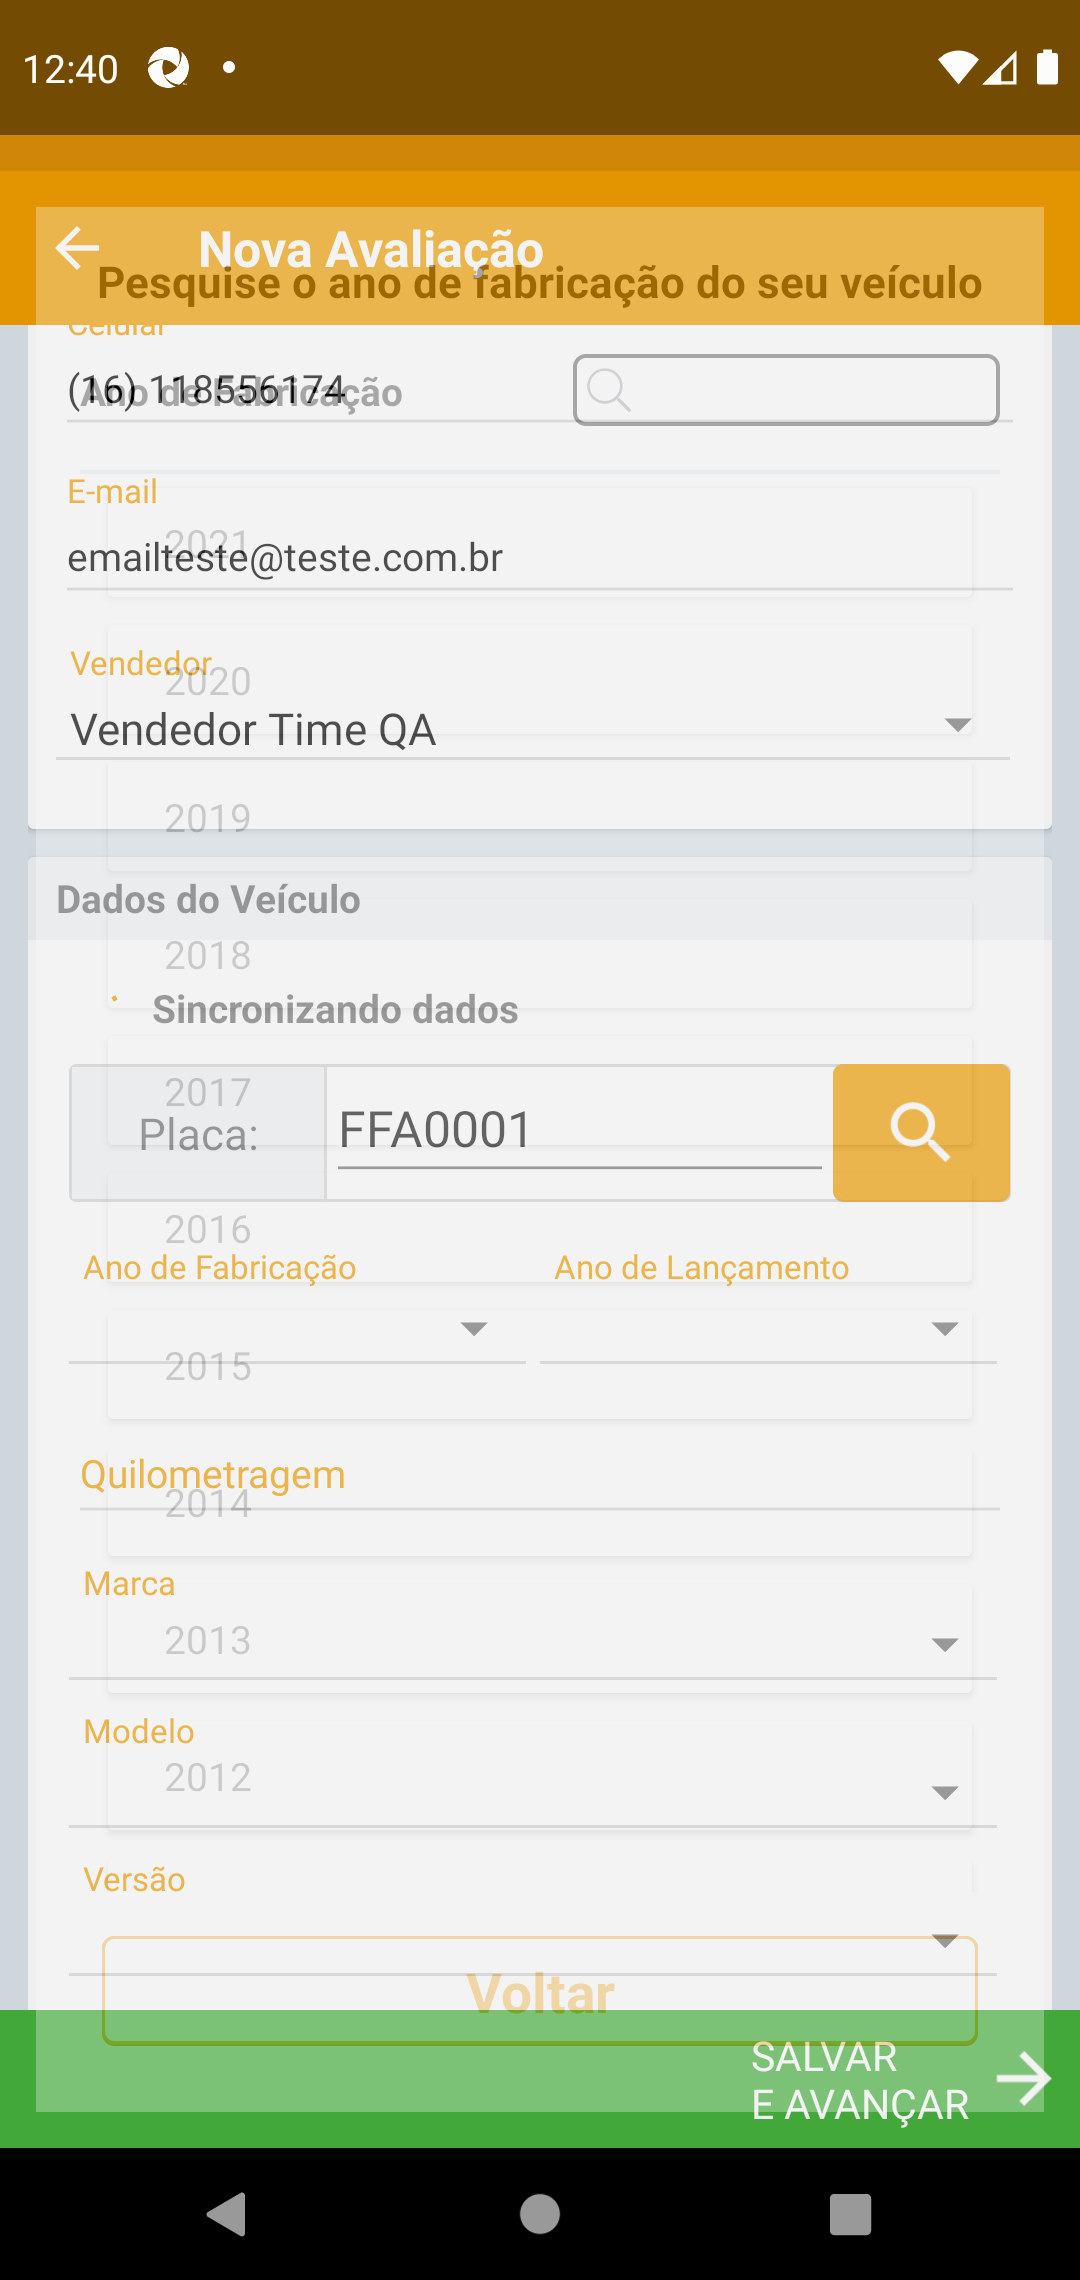 12:40
Nova Avaliação
Pesquise o ano de fabricação do seu veículo
Celular
(16) 118556174
Ano de Fabricação
E-mail
2021
emailteste@teste.com.br
Vendedor
2020
Vendedor Time QA
2019
Dados do Veículo
2018
Sincronizando dados
2017
Placa:
FFA0001
2016
Ano de Fabricação
Ano de Lançamento
2015
Quilometragem
2014
Marca
2013
Modelo
2012
Versão
Voltar
SALVAR
E AVANÇAR